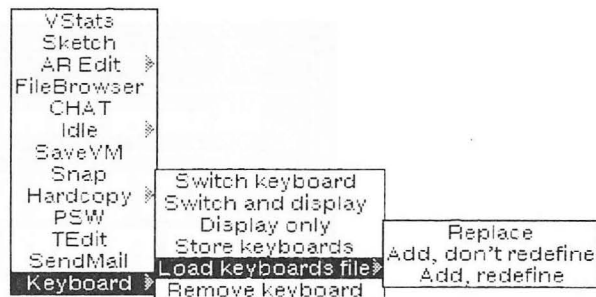 VStats
Sketch
AR Edit
FileBrowser
CHAT
Idle
SaveVM
Snap
Hardcopy
PSW
TEdit
SendMail
Keyboard
Switch keyboard
Switch and display
Display only
Store keyboards
Load keyboards file
Remove keyboard
Replace
Add, don't redefine
Add, redefine